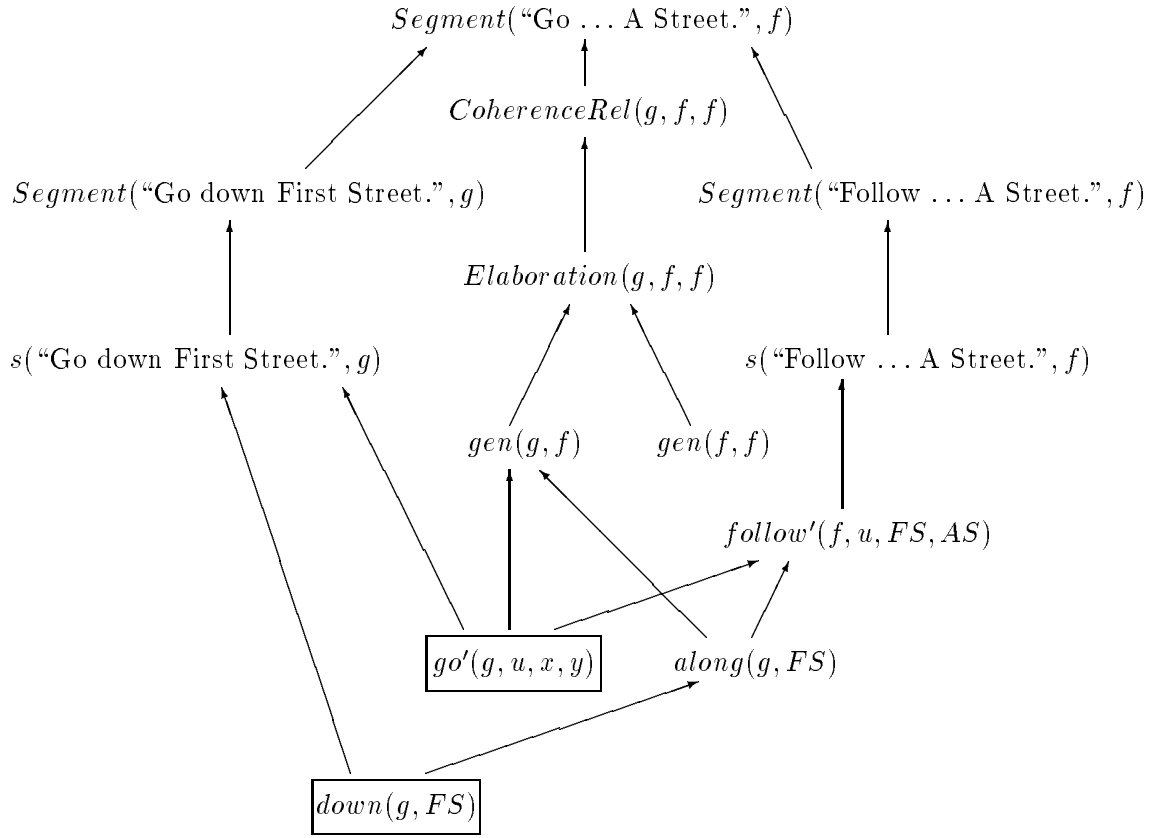 Segment(“Go ... A Street.”, f)
CoherenceRel(g, f, f)
Segment(“Go down First Street.”, g)
Segment(“Follow ... A Street.”, f)
Elaboration(g, f, f)
s(“Go down First Street.”, g)
s(“Follow ... A Street.”, f)
gen(g, f)
gen(f, f)
follow′(f, u, FS, AS)
go′(g, u, x, y)
along(g, FS)
down(g, FS)